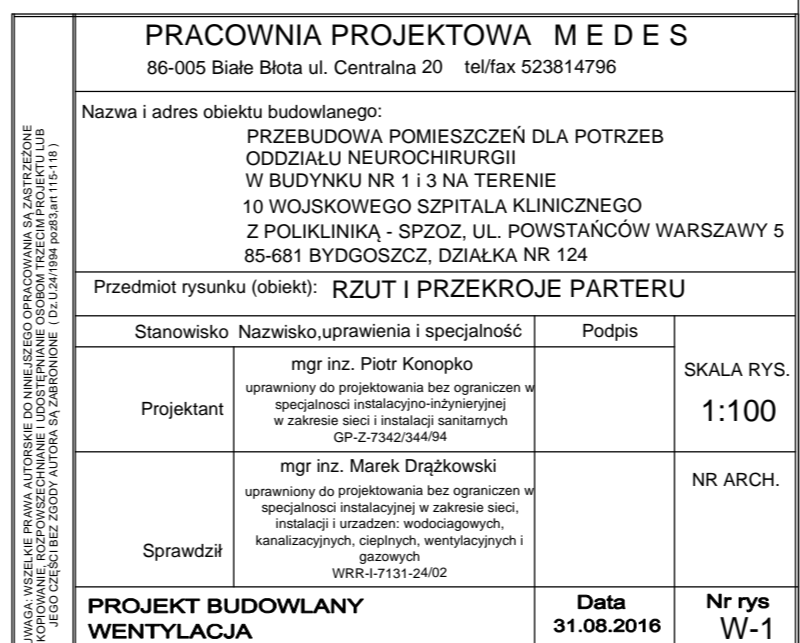 PRACOWNIA PROJEKTOWA M E D E S
86-005 Białe Błota ul. Centralna 20 tel/fax 523814796
Nazwa i adres obiektu budowlanego:
PRZEBUDOWA POMIESZCZEŃ DLA POTRZEB
ODDZIAŁU NEUROCHIRURGII
W BUDYNKU NR 1 i 3 NA TERENIE
10 WOJSKOWEGO SZPITALA KLINICZNEGO
Z POLIKLINIKĄ - SPZOZ, UL. POWSTAŃCÓW WARSZAWY 5
85-681 BYDGOSZCZ, DZIAŁKA NR 124
Przedmiot rysunku (obiekt): RZUT I PRZEKROJE PARTERU
Stanowisko Nazwisko,uprawienia i specjalność Podpis
SKALA RYS.
1:100
Projektant
mgr inz. Piotr Konopko
uprawniony do projektowania bez ograniczen w
specjalnosci instalacyjno-inżynieryjnej
w zakresie sieci i instalacji sanitarnych
GP-Z-7342/344/94
NR ARCH.
Sprawdził
mgr inz. Marek Drążkowski
uprawniony do projektowania bez ograniczen w
specjalnosci instalacyjnej w zakresie sieci,
instalacji i urzadzen: wodociagowych,
kanalizacyjnych, cieplnych, wentylacyjnych i
gazowych
WRR-I-7131-24/02
PROJEKT BUDOWLANY
WENTYLACJA
Data
31.08.2016
Nr rys
W-1
UWAGA: WSZELKIE PRAWA AUTORSKIE DO NINIEJSZEGO OPRACOWANIA SĄ ZASTRZEŻONE
KOPIOWANIE, ROZPOWSZECHNIANIE I UDOSTĘPNIANIE OSOBOM TRZECIM PROJEKTU LUB
JEGO CZĘŚCI BEZ ZGODY AUTORA SĄ ZABRONIONE ( Dz.U.24/1994 poz83,art 115-118 )